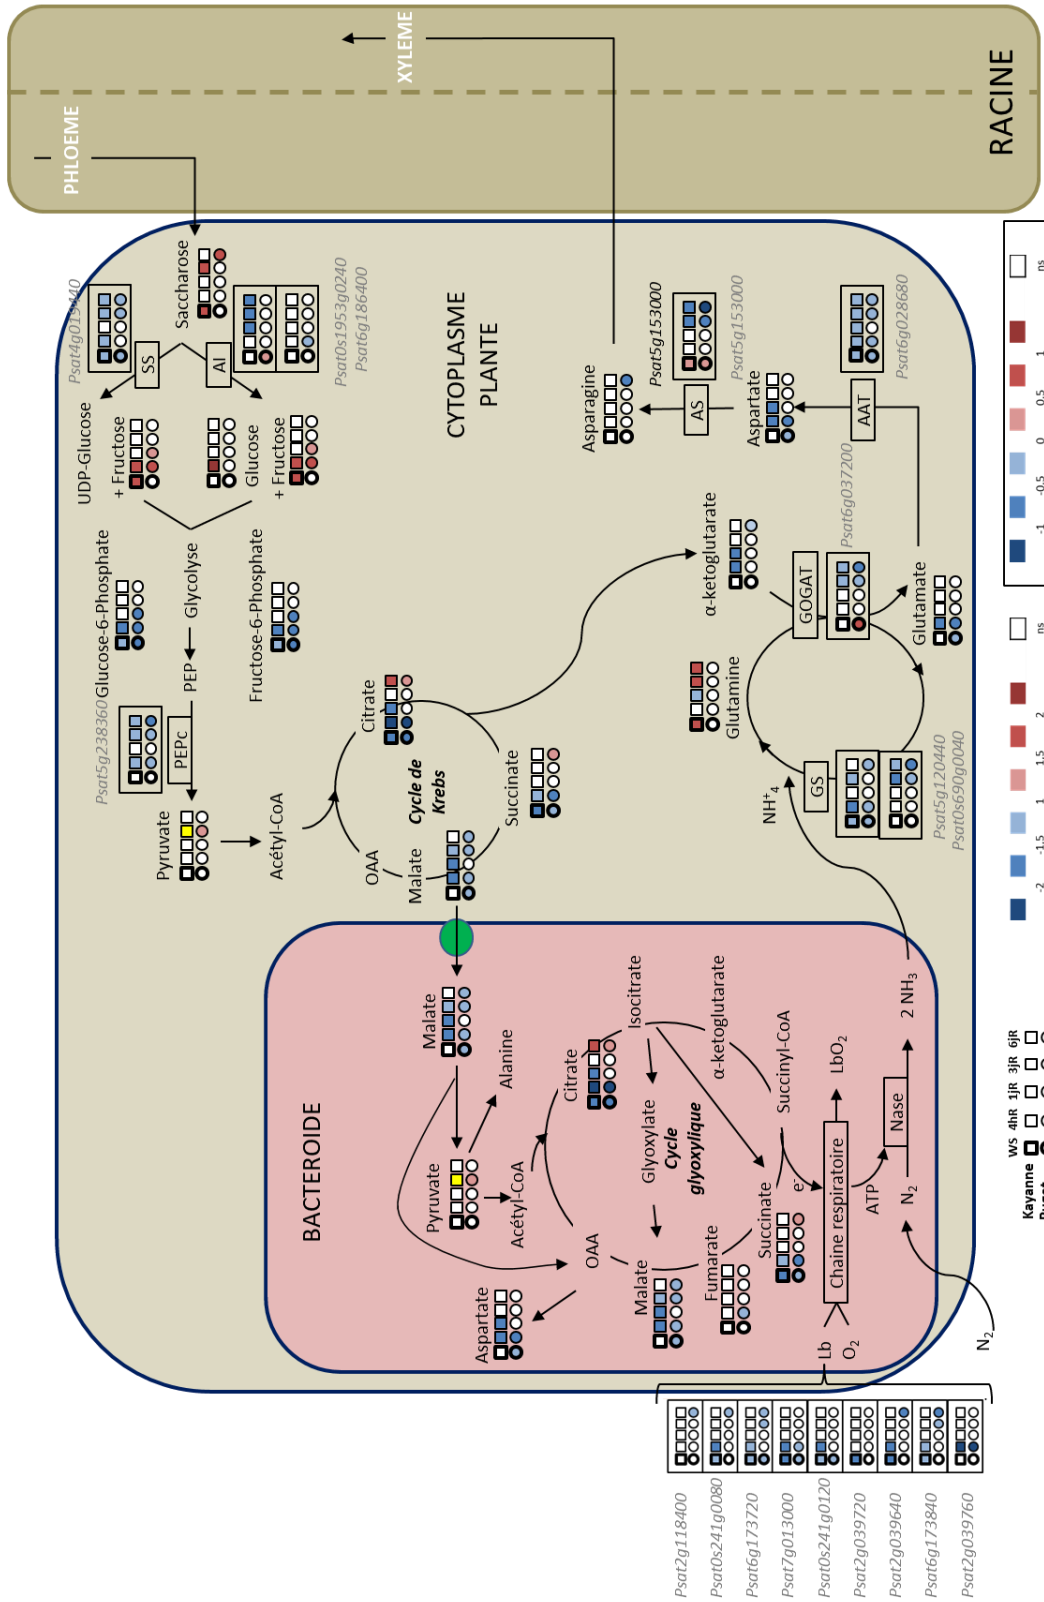 RACINE
PHLOEME
XYLEME
CYTOPLASME
PLANTE
Saccharose
Psat4g019440
SS
AI
Psat0s1953g0240
Psat6g186400
UDP-Glucose
+ Fructose
Glucose
+ Fructose
Glucose-6-Phosphate
Glycolyse
Fructose-6-Phosphate
Psat5g238360
PEP
PEPc
Pyruvate
Acétyl-CoA
OAA
Citrate
Cycle de
Krebs
Malate
Succinate
α-ketoglutarate
Asparagine
Psat5g153000
Psat5g153000
AS
Aspartate
AAT
Psat6g028680
Psat6g037200
GOGAT
Glutamate
Glutamine
GS
NH₄⁺
Psat5g120440
Psat0s690g0040
BACTEROIDE
Malate
Pyruvate
Alanine
Acétyl-CoA
Citrate
Isocitrate
Glyoxylate
Cycle
glyoxylique
α-ketoglutarate
Succinyl-CoA
Succinate
Fumarate
Malate
OAA
Aspartate
e⁻
Chaine respiratoire
LbO₂
Lb
O₂
ATP
Nase
N₂
2 NH₃
N₂
Psat2g118400
Psat0s241g0080
Psat6g173720
Psat7g013000
Psat0s241g0120
Psat2g039720
Psat2g039640
Psat6g173840
Psat2g039760
WS 4hR 1jR 3jR 6jR
Kayanne
-2 -1.5 1 1 1.5 2 ns
-1 -0.5 0 0.5 1 ns